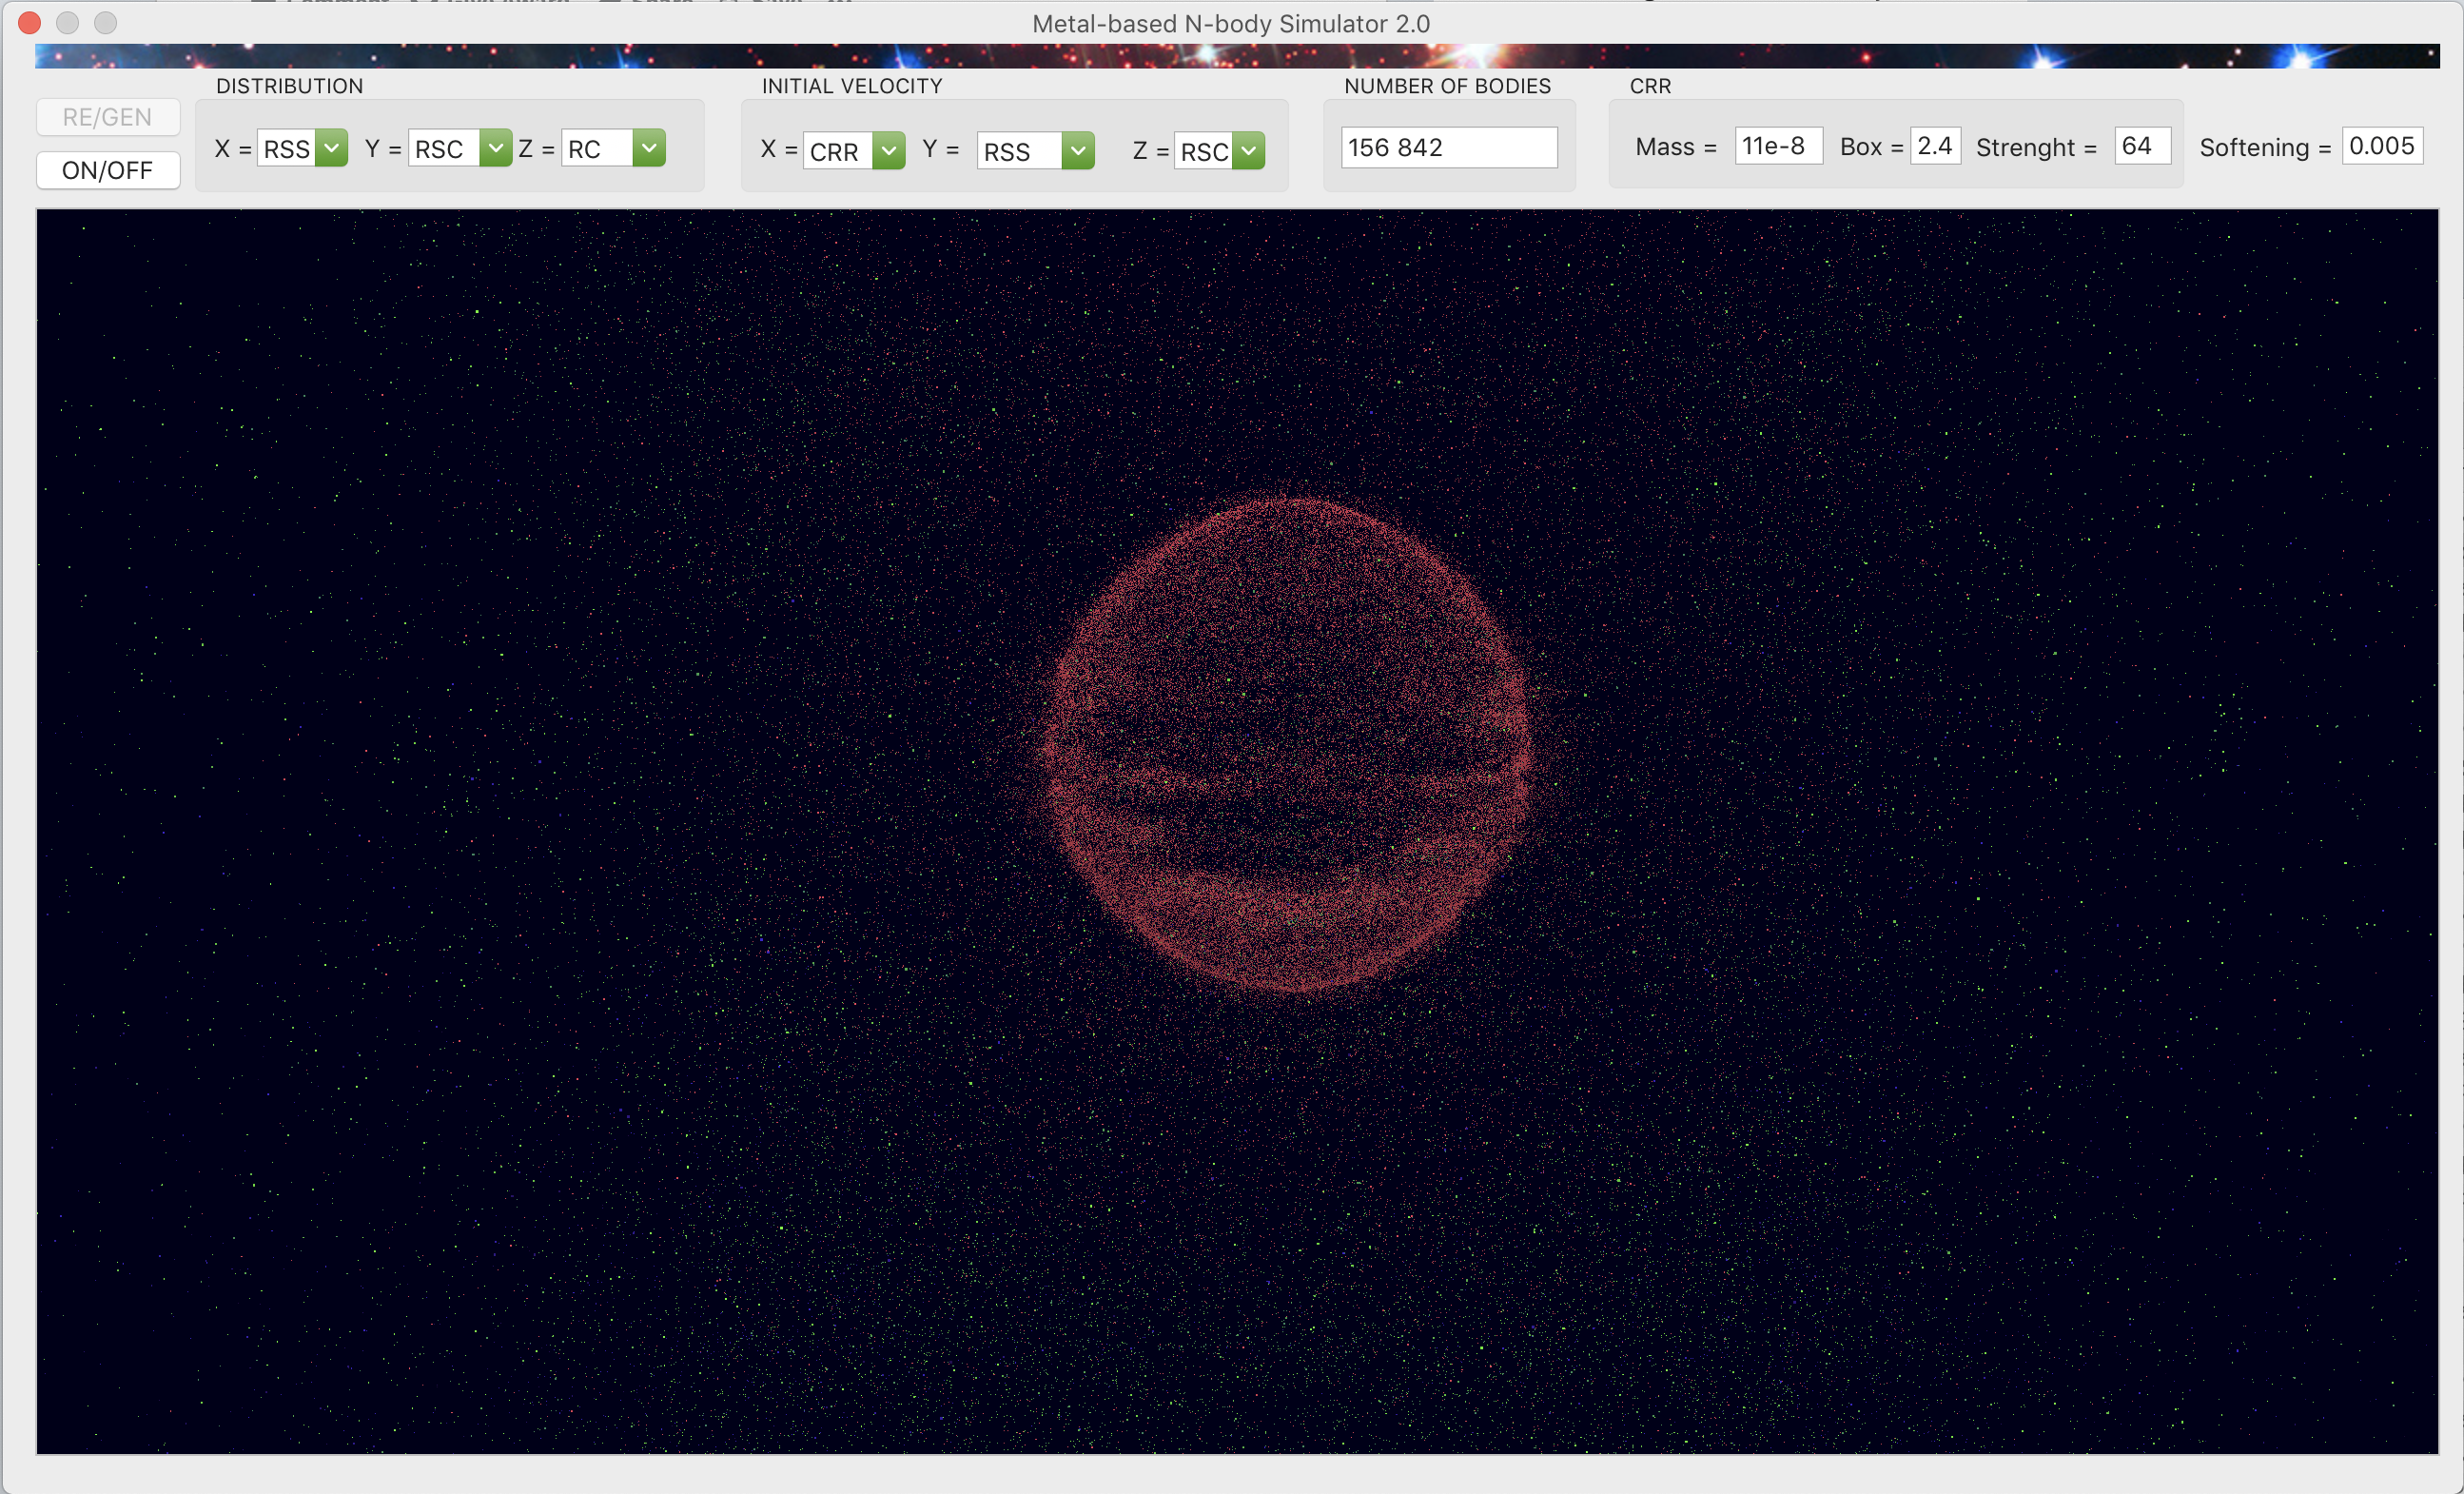 Metal-based N-body Simulator 2.0
DISTRIBUTION
INITIAL VELOCITY
NUMBER OF BODIES
CRR
RE/GEN
ON/OFF
X = RSS Y = RSC Z = RC
X = CRR Y = RSS Z = RSC
156 842
Mass = 11e-8 Box = 2.4 Strenght = 64 Softening = 0.005